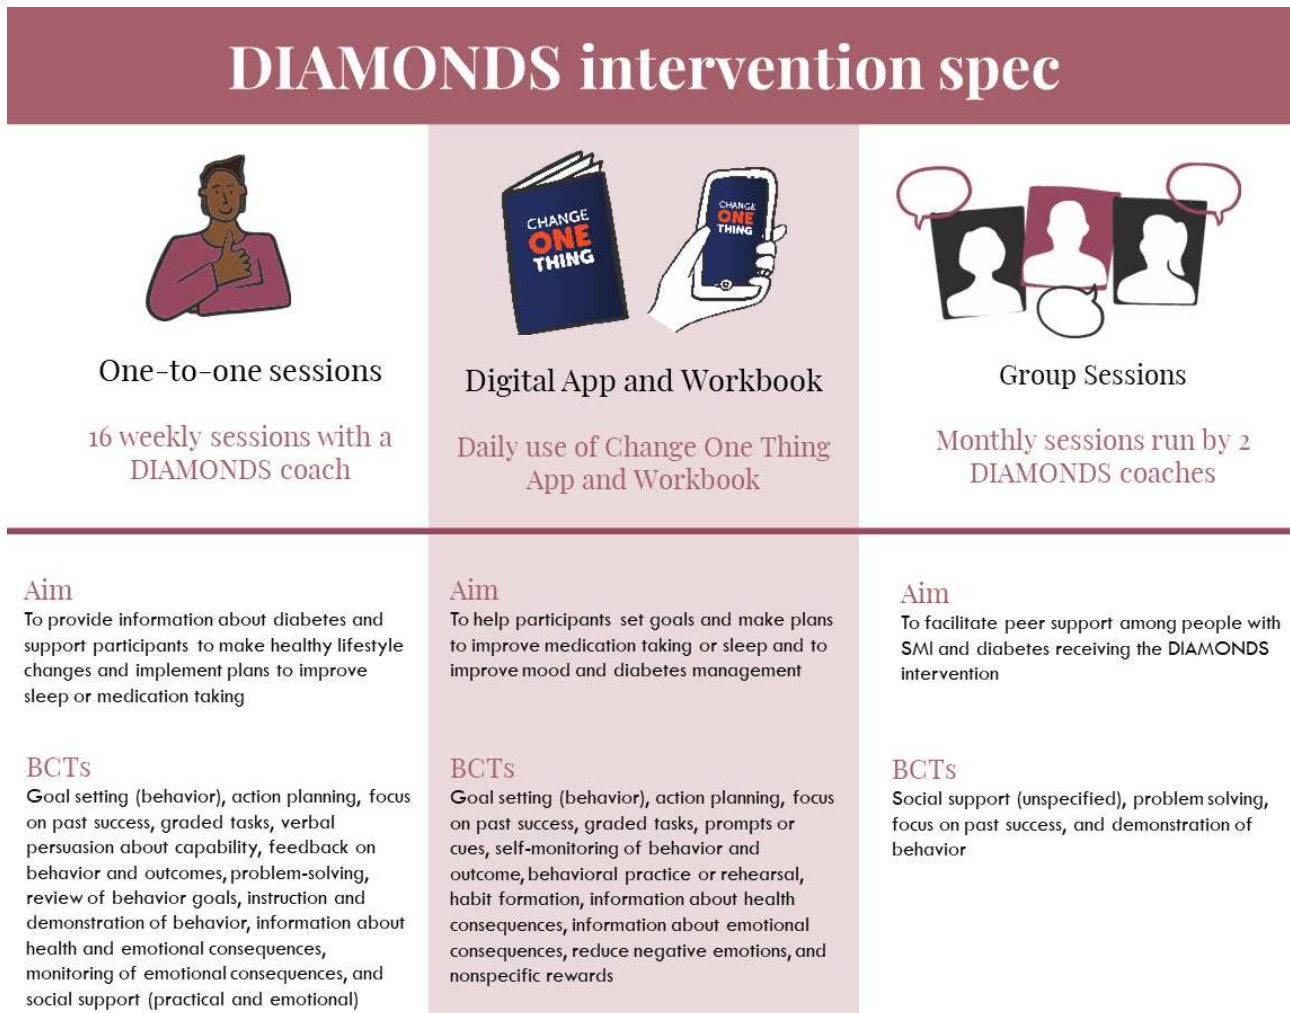 DIAMONDS intervention spec
One-to-one sessions
16 weekly sessions with a
DIAMONDS coach
Aim
To provide information about diabetes and
support participants to make healthy lifestyle
changes and implement plans to improve
sleep or medication taking
BCTs
Goal setting (behavior), action planning, focus
on past success, graded tasks, verbal
persuasion about capability, feedback on
behavior and outcomes, problem-solving,
review of behavior goals, instruction and
demonstration of behavior, information about
health and emotional consequences,
monitoring of emotional consequences, and
social support (practical and emotional)
CHANGE
ONE
THING
CHANGE
ONE
THING
Digital App and Workbook
Daily use of Change One Thing
App and Workbook
Aim
To help participants set goals and make plans
to improve medication taking or sleep and to
improve mood and diabetes management
BCTs
Goal setting (behavior), action planning, focus
on past success, graded tasks, prompts or
cues, self-monitoring of behavior and
outcome, behavioral practice or rehearsal,
habit formation, information about health
consequences, information about emotional
consequences, reduce negative emotions, and
nonspecific rewards
Group Sessions
Monthly sessions run by 2
DIAMONDS coaches
Aim
To facilitate peer support among people with
SMI and diabetes receiving the DIAMONDS
intervention
BCTs
Social support (unspecified), problem solving,
focus on past success, and demonstration of
behavior